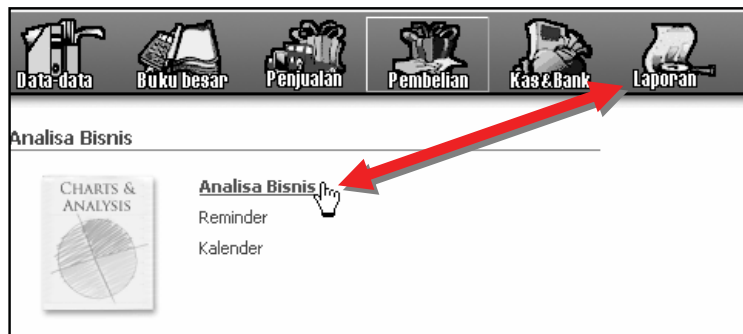 Data-data Buku besar Penjualan Pembelian Kas & Bank Laporan
Analisa Bisnis
CHARTS &
ANALYSIS
Analisa Bisnis
Reminder
Kalender